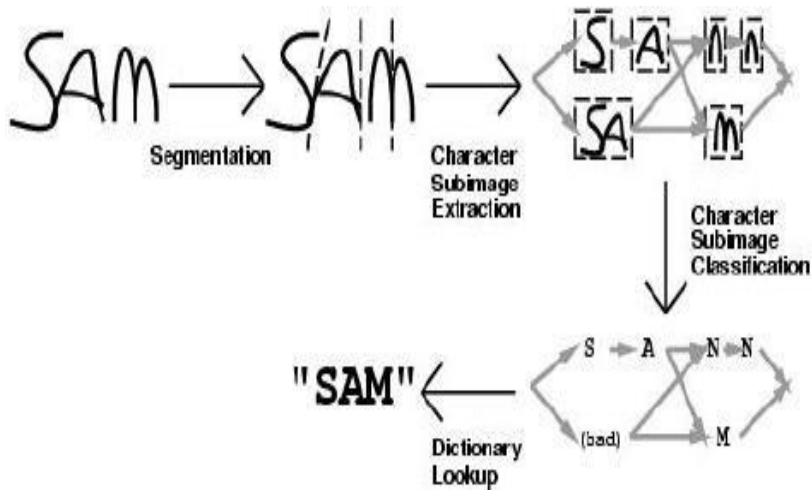 SAM
SAM
S A n n
SA m
Segmentation
Character
Subimage
Extraction
Character
Subimage
Classification
S A N N
(bad) M
"SAM"
Dictionary
Lookup